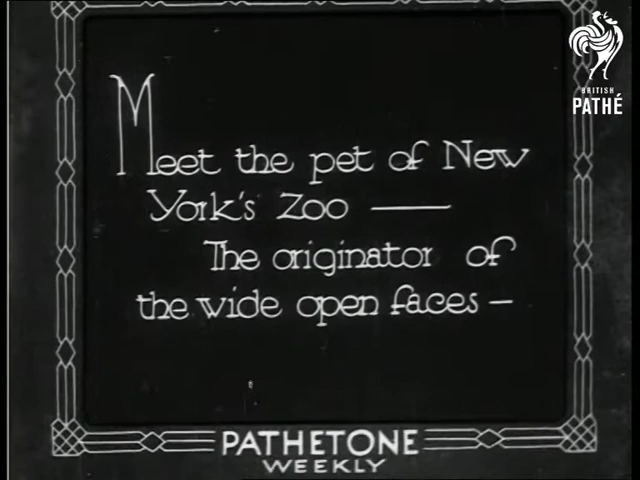 BRITISH
PATHÉ
Meet the pet of New
York's Zoo —
The originator of
the wide open faces –
PATHETONE
WEEKLY